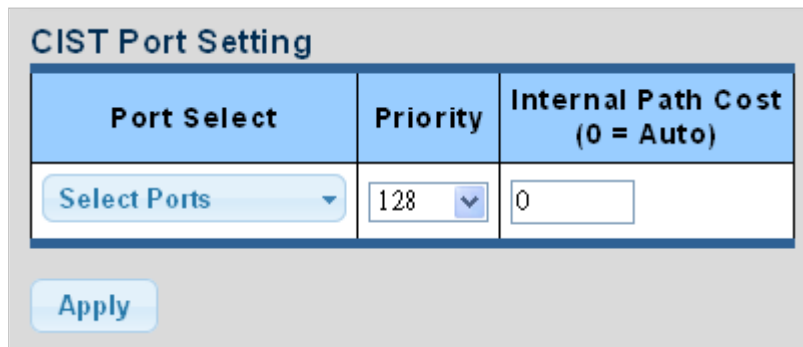 CIST Port Setting
Port Select Priority Internal Path Cost
(0 = Auto)
Select Ports 128 0
Apply